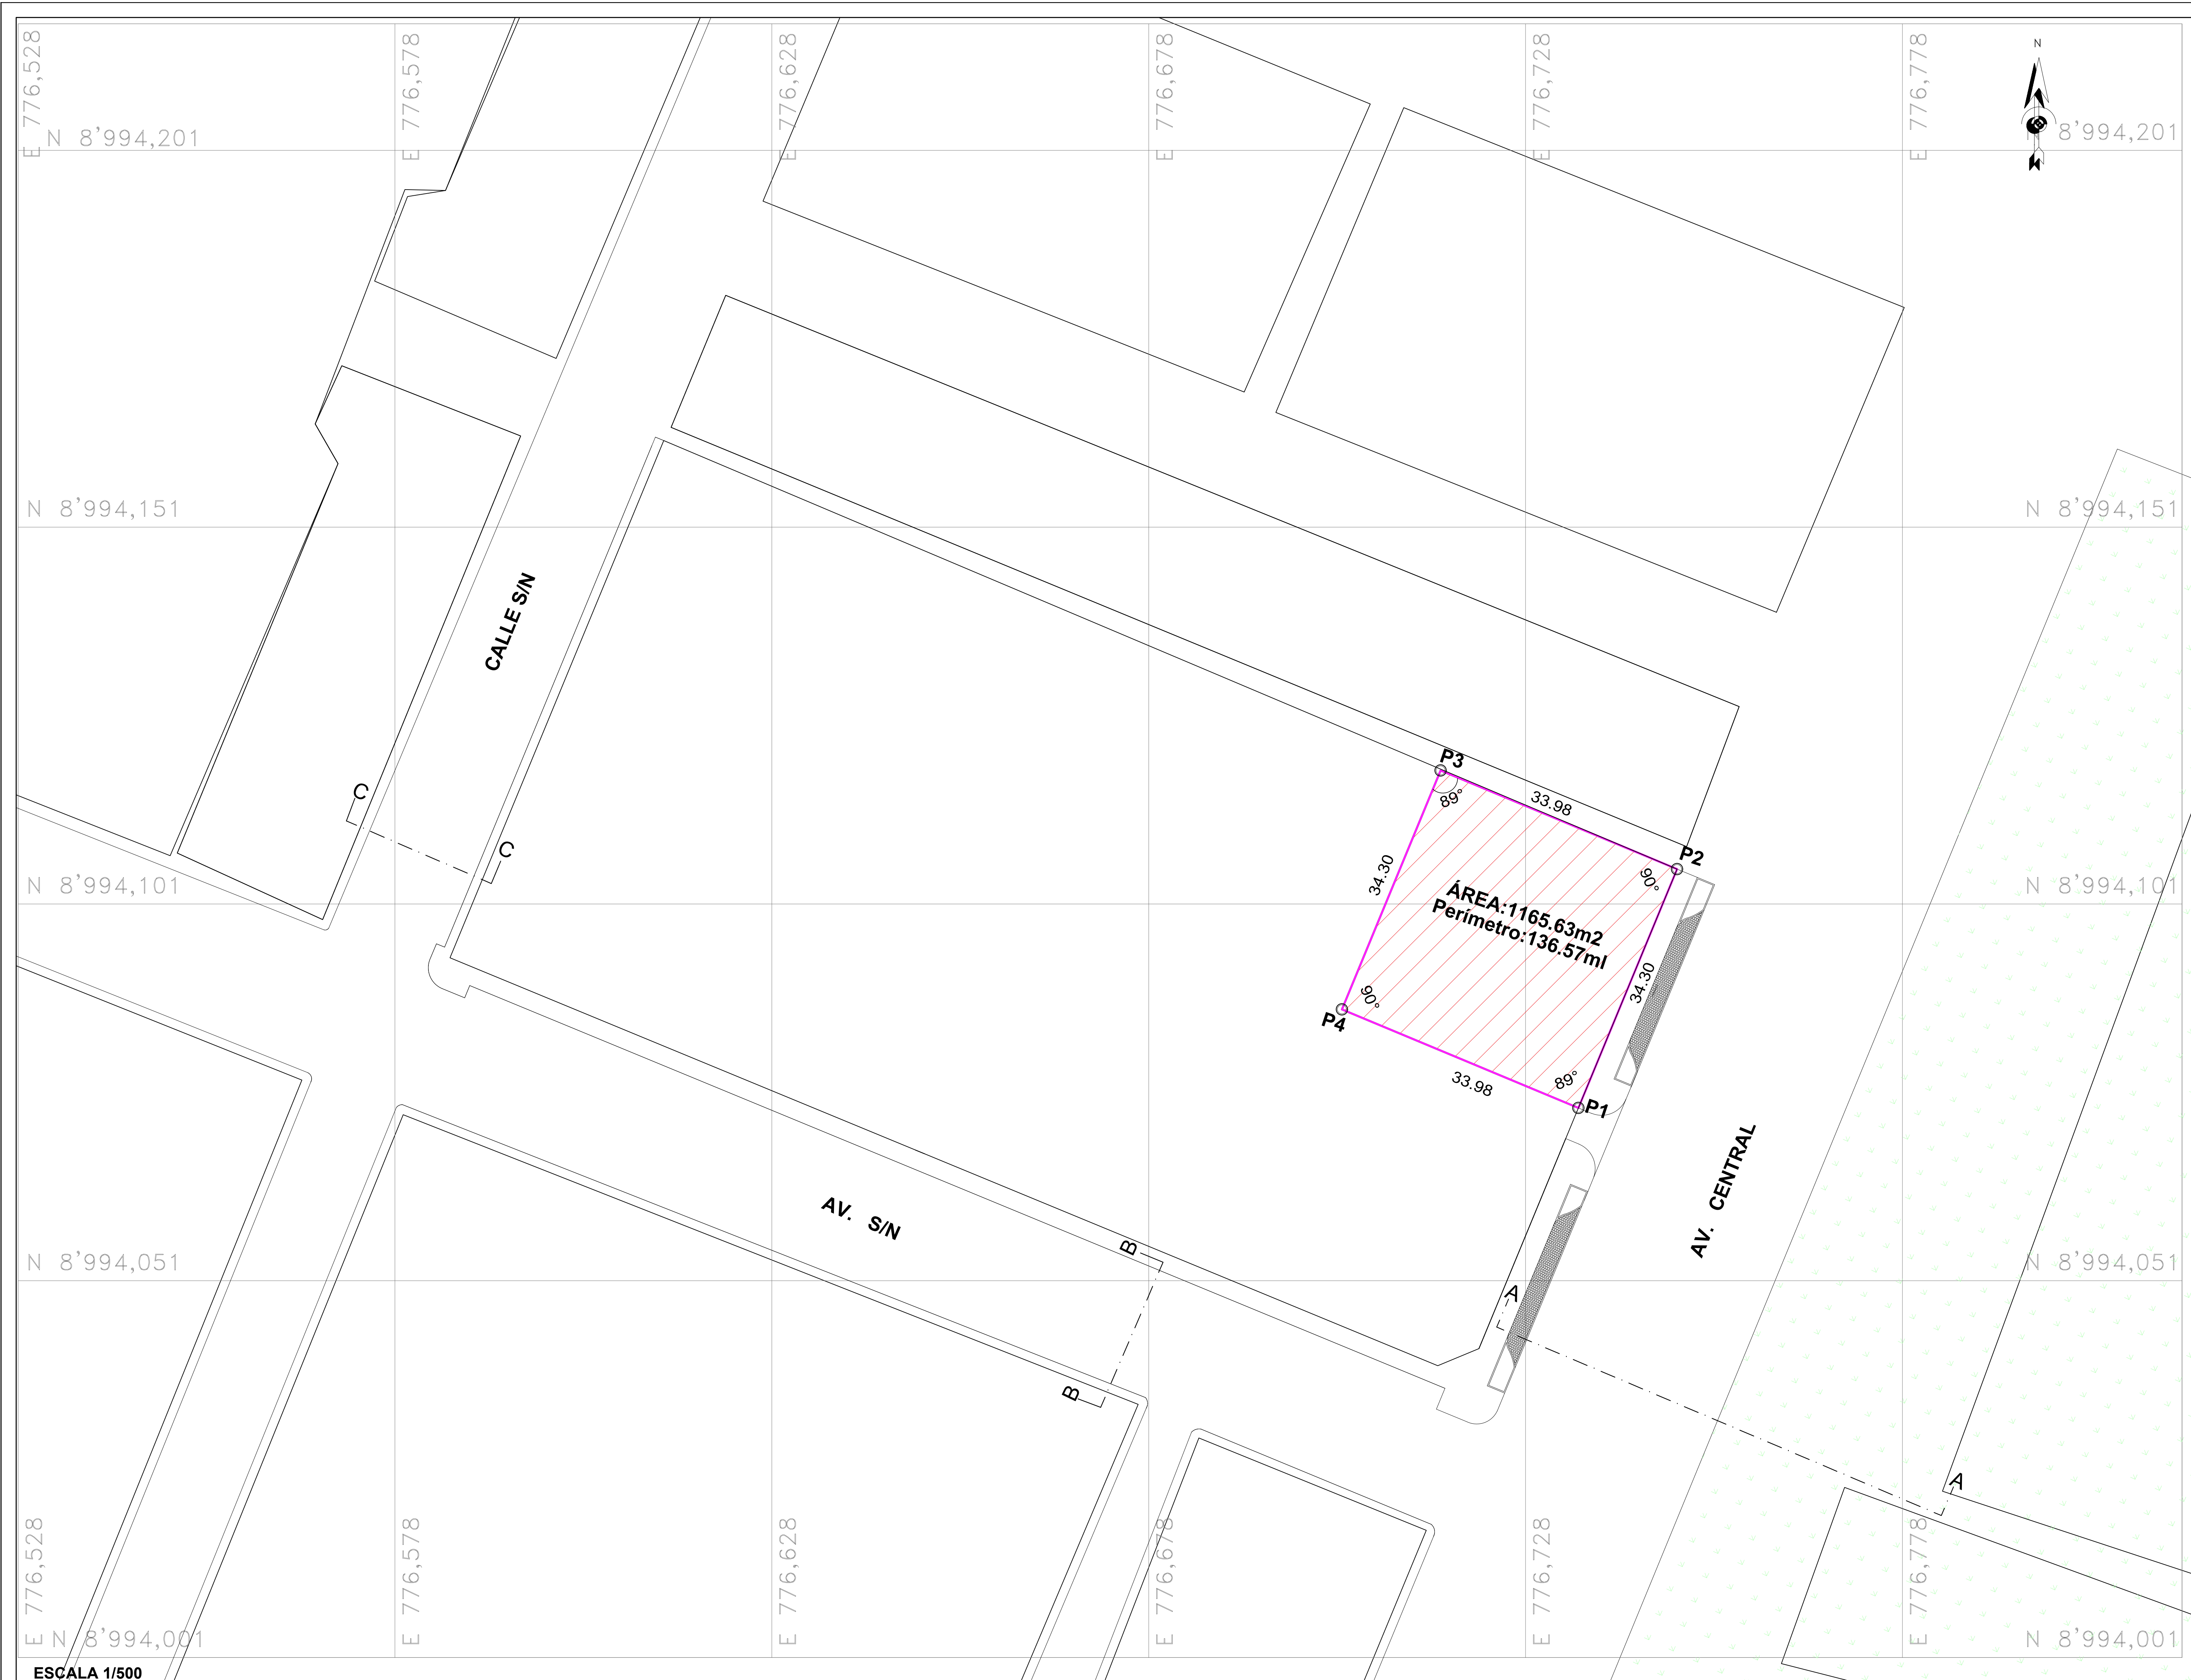 E 776,528
E 776,578
E 776,628
E 776,678
E 776,728
E 776,778
N
N 8'994,201
8'994,201
N 8'994,151
N 8'994,151
CALLE S/N
P3
89°
33.98
C
C
34.30
P2
90°
N 8'994,101
N 8'994,101
ÁREA:1165.63m2
Perímetro:136.57ml
34.30
90°
P4
33.98
89°
P1
AV. CENTRAL
AV. S/N
B
B
N 8'994,051
N 8'994,051
A
A
E 776,528
E 776,578
E 776,628
E 776,678
E 776,728
E 776,778
N 8'994,001
N 8'994,001
ESCALA 1/500